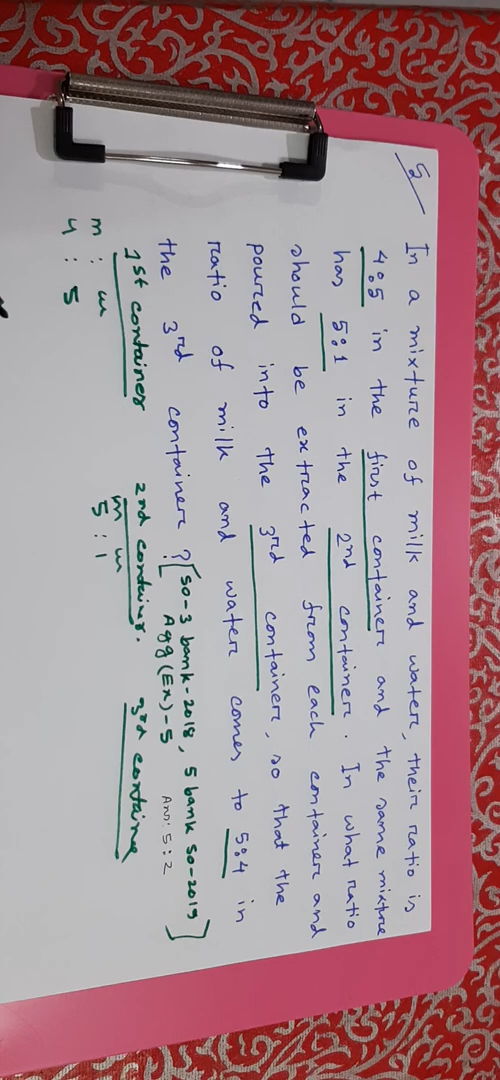 5
In a mixture of milk and water, their ratio is
4:5 in the first container and the same mixture
has 5:1 in the 2nd container. In what ratio
should be extracted from each container and
poured into the 3rd container, so that the
ratio of milk and water comes to 5:4 in
the 3rd container ? [SO-3 bank-2018, 5 bank SO-2019]
Agg(Ex)-5 Ans: 5:2
1st container 2nd container. 3rd container
m : w m w
4 : 5 5 : 1